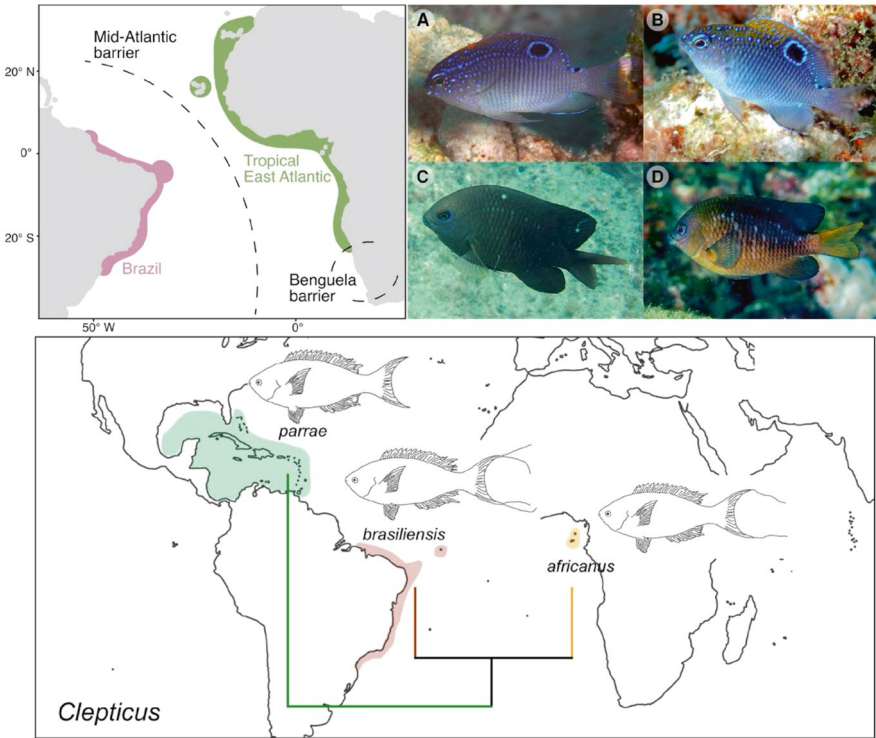 Mid-Atlantic
barrier
20° N
0°
20° S
Tropical
East Atlantic
Brazil
Benguela
barrier
50° W
0°
A
B
C
D
parrae
brasiliensis
africanus
Clepticus